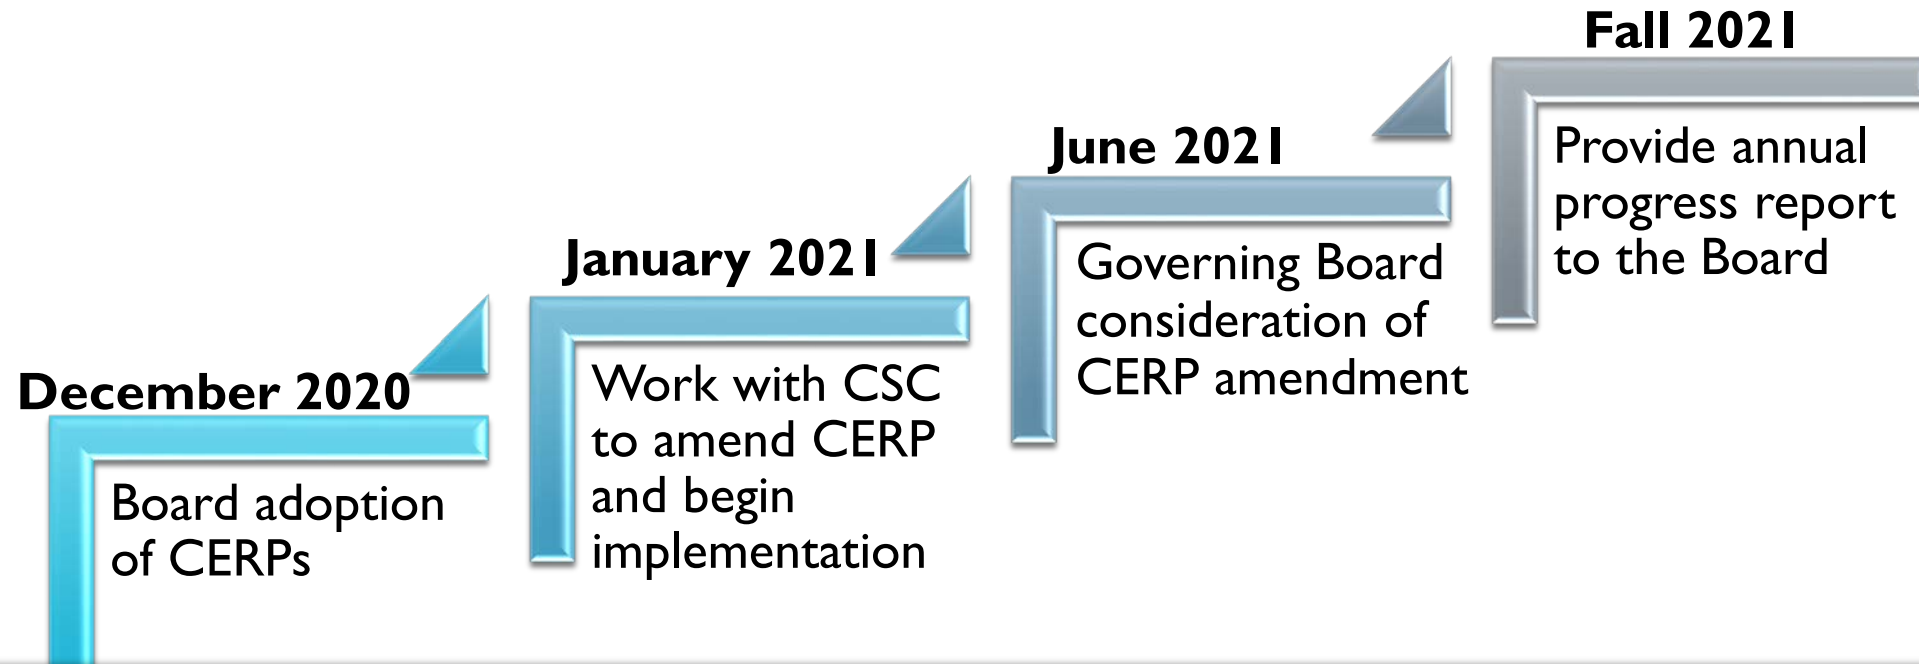 December 2020
Board adoption
of CERPs
January 2021
Work with CSC
to amend CERP
and begin
implementation
June 2021
Governing Board
consideration of
CERP amendment
Fall 2021
Provide annual
progress report
to the Board